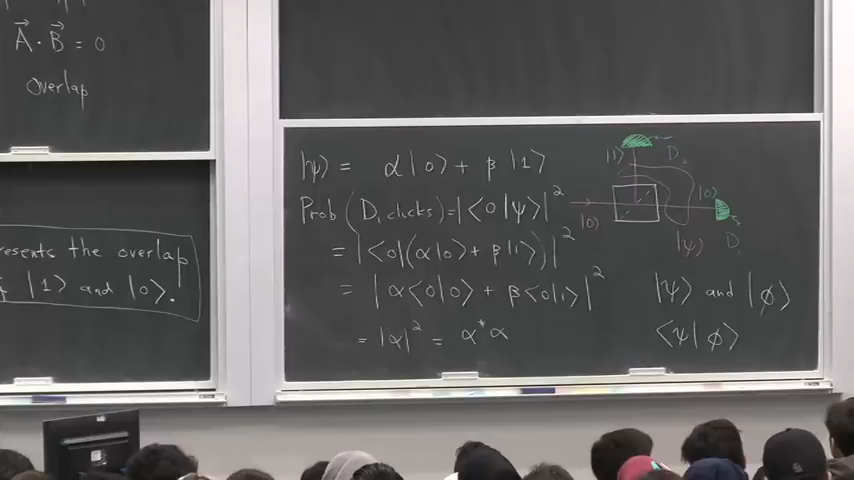 A⃗ · B⃗ = 0
Overlap
presents the overlap
|1⟩ and |0⟩.
|ψ⟩ = α|0⟩ + β|1⟩
Prob (D₁ clicks) = |⟨0|ψ⟩|²
= |⟨0|(α|0⟩ + β|1⟩)|²
= |α⟨0|0⟩ + β⟨0|1⟩|²
= |α|² = α*α
|1⟩ D₂
|0⟩
|0⟩
|ψ⟩ D₁
|ψ⟩ and |ϕ⟩
⟨ψ|ϕ⟩